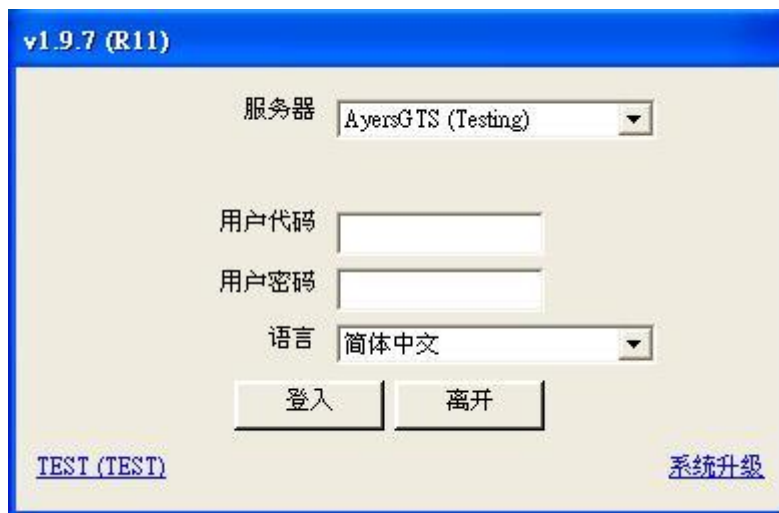 v1.9.7 (R11)
服务器 AyersGTS (Testing)
用户代码
用户密码
语言 简体中文
登入 离开
TEST (TEST) 系统升级